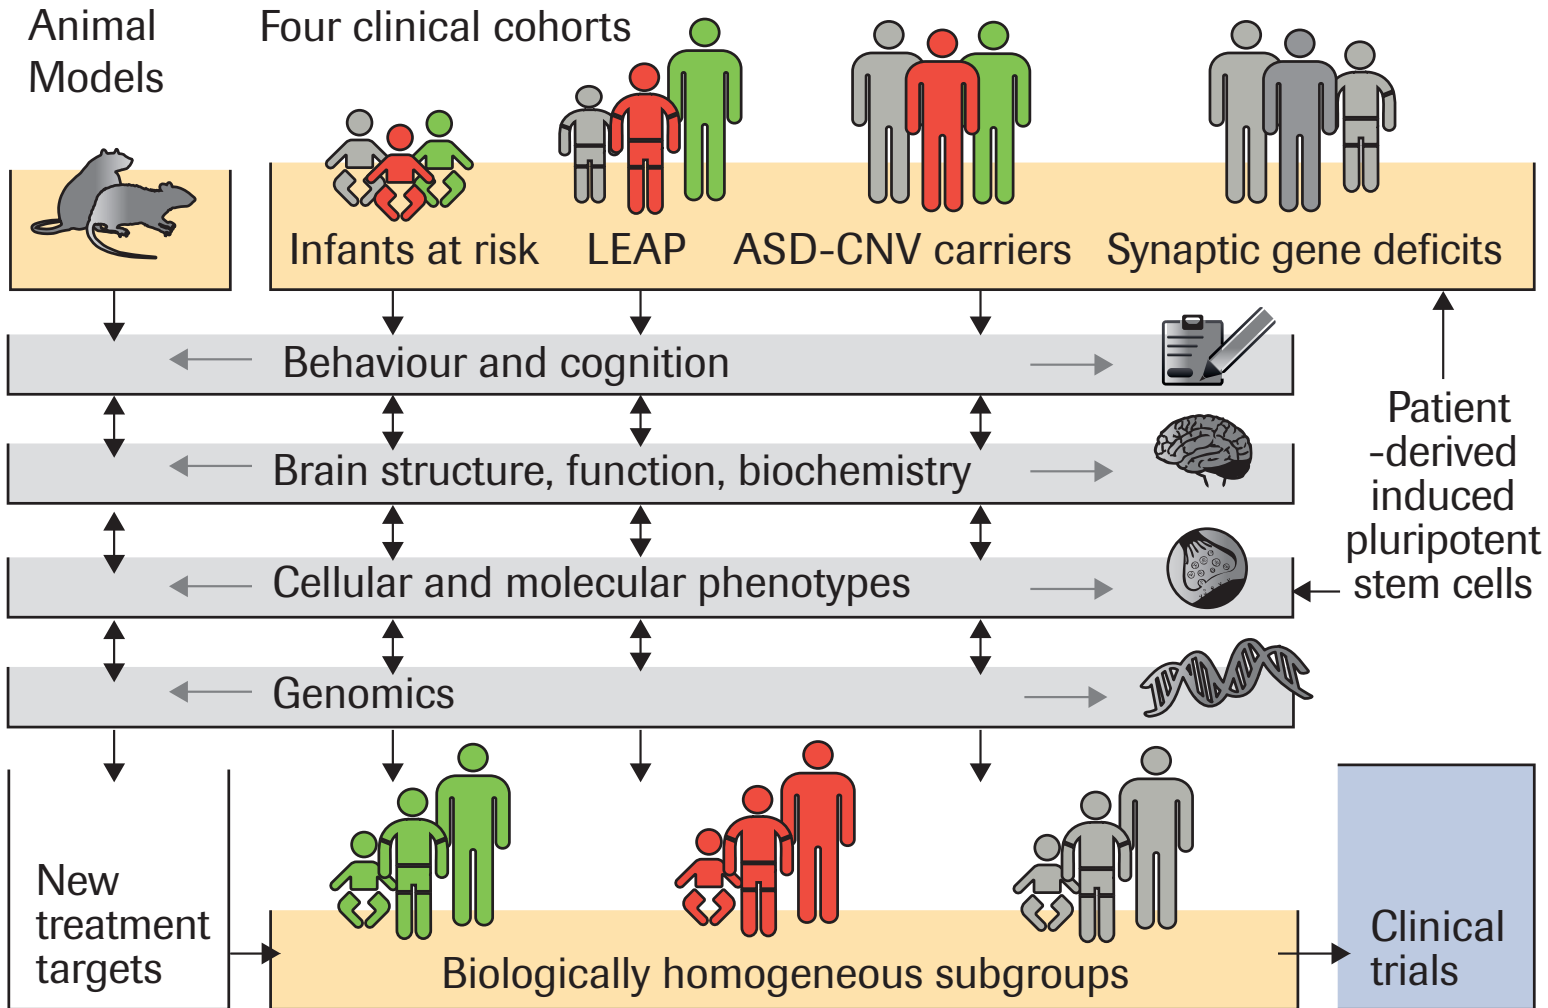 Animal
Models
Four clinical cohorts
Infants at risk
LEAP
ASD-CNV carriers
Synaptic gene deficits
Behaviour and cognition
Brain structure, function, biochemistry
Cellular and molecular phenotypes
Genomics
Patient
-derived
induced
pluripotent
stem cells
New
treatment
targets
Biologically homogeneous subgroups
Clinical
trials